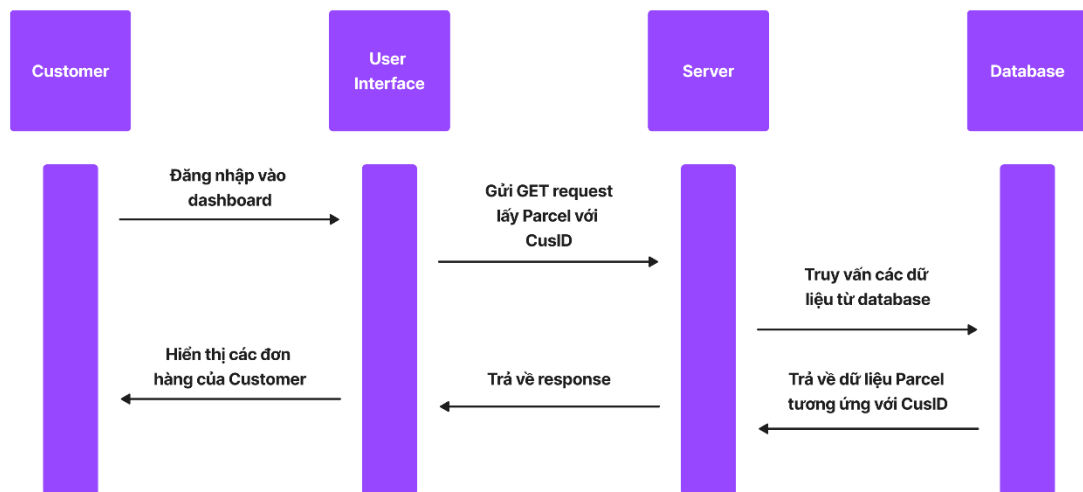 Customer
User
Interface
Server
Database
Đăng nhập vào
dashboard
Gửi GET request
lấy Parcel với
CusID
Truy vấn các dữ
liệu từ database
Hiển thị các đơn
hàng của Customer
Trả về response
Trả về dữ liệu Parcel
tương ứng với CusID